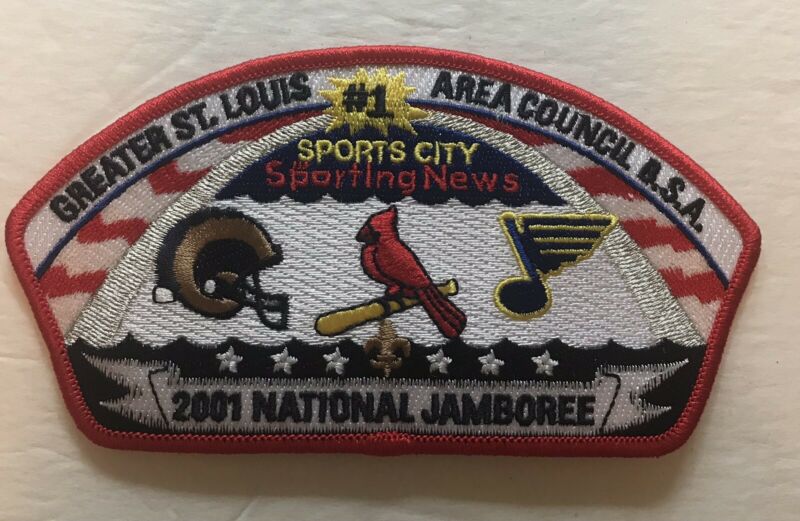 GREATER ST. LOUIS #1 AREA COUNCIL B.S.A.
SPORTS CITY
SportIng News
2001 NATIONAL JAMBOREE